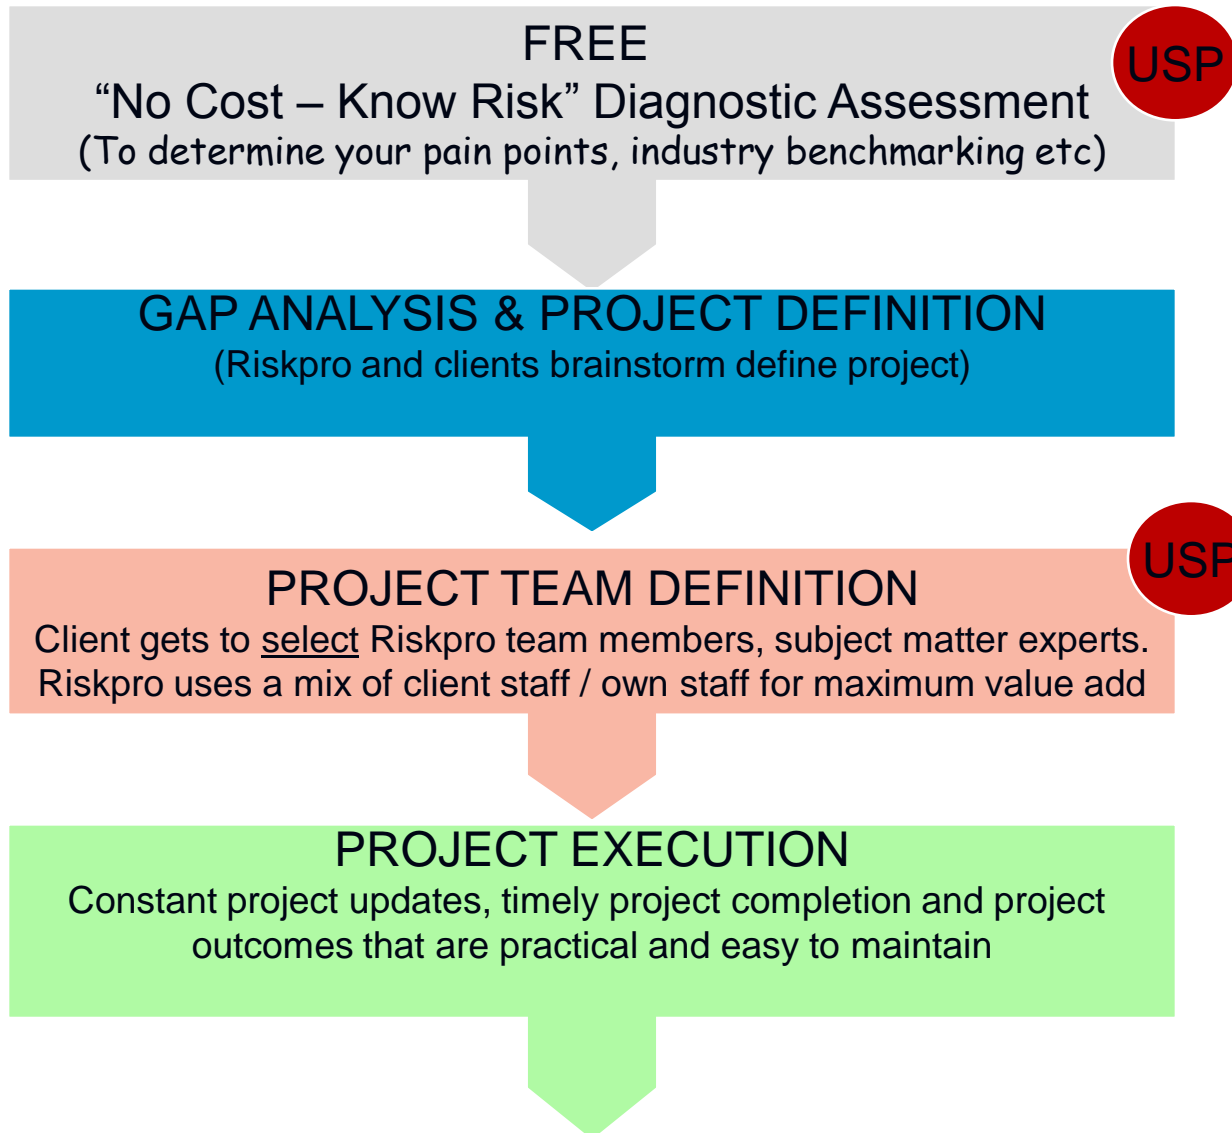 FREE
USP
“No Cost – Know Risk” Diagnostic Assessment
(To determine your pain points, industry benchmarking etc)
GAP ANALYSIS & PROJECT DEFINITION
(Riskpro and clients brainstorm define project)
USP
PROJECT TEAM DEFINITION
Client gets to select Riskpro team members, subject matter experts.
Riskpro uses a mix of client staff / own staff for maximum value add
PROJECT EXECUTION
Constant project updates, timely project completion and project
outcomes that are practical and easy to maintain